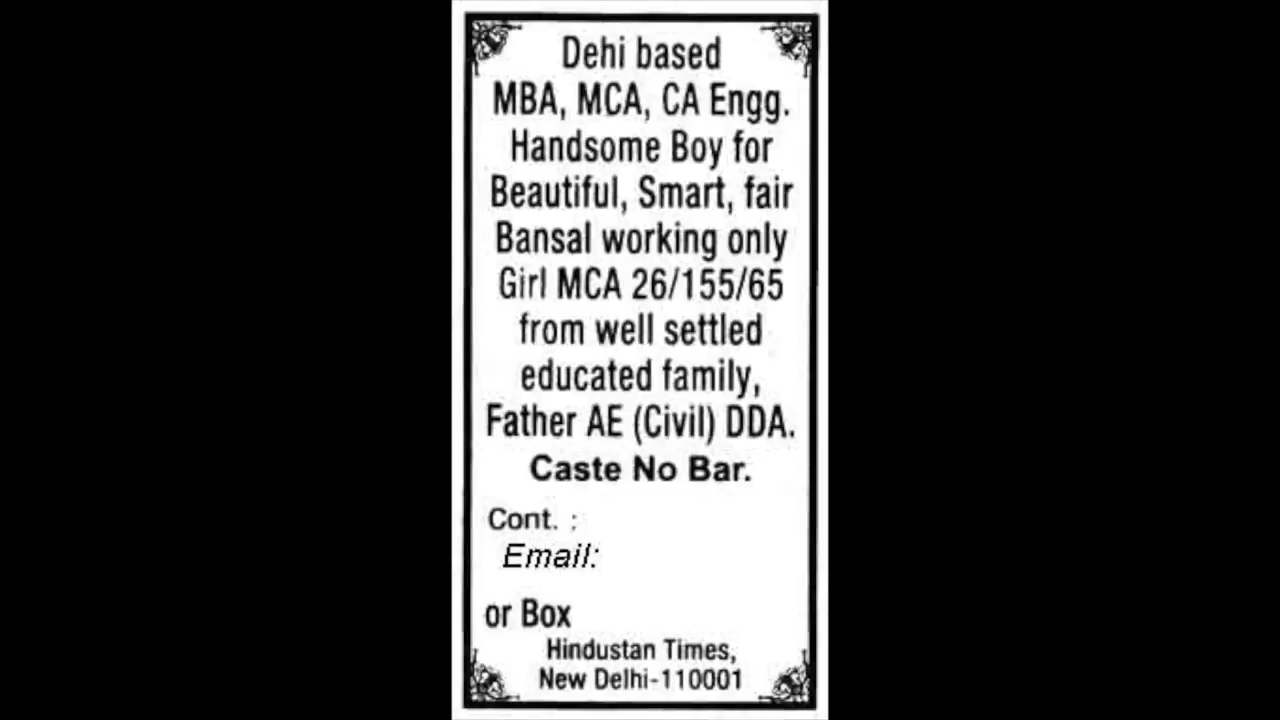 Dehi based
MBA, MCA, CA Engg.
Handsome Boy for
Beautiful, Smart, fair
Bansal working only
Girl MCA 26/155/65
from well settled
educated family,
Father AE (Civil) DDA.
Caste No Bar.
Cont. :
Email:
or Box
Hindustan Times,
New Delhi-110001